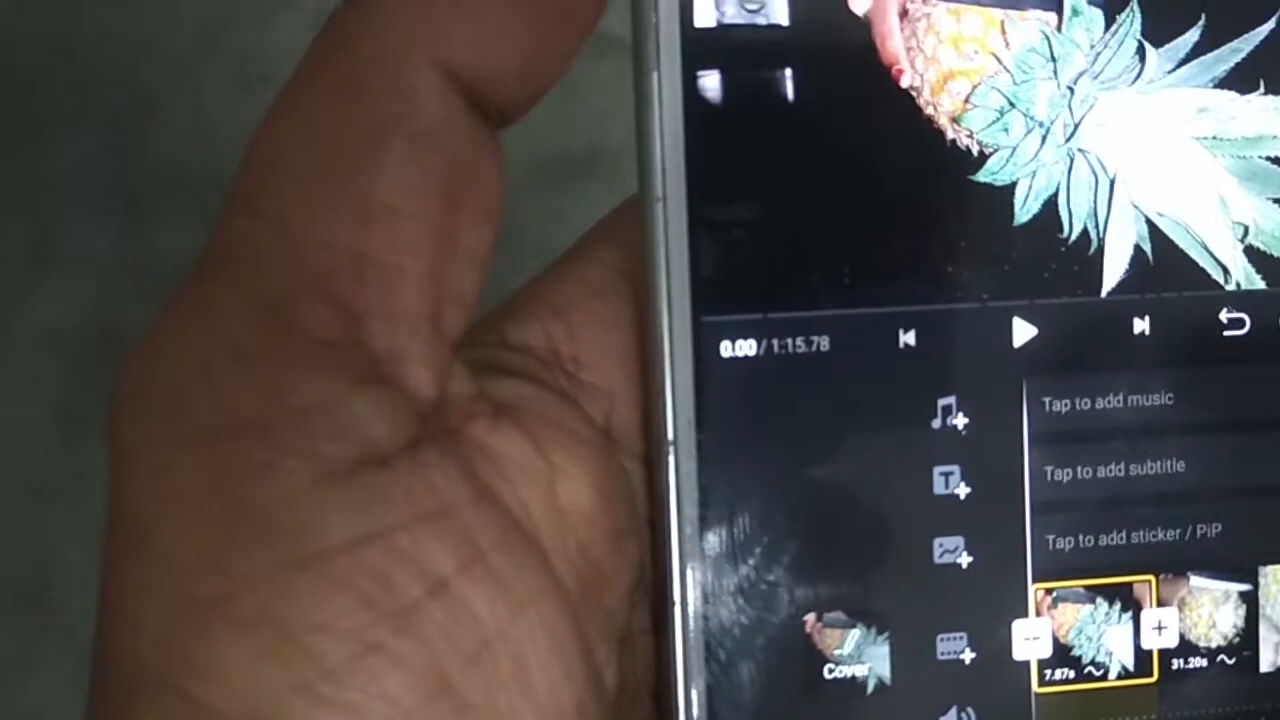 0.00 / 1:15.78
Tap to add music
T
Tap to add subtitle
Tap to add sticker / PiP
Cover
7.87s
31.20s